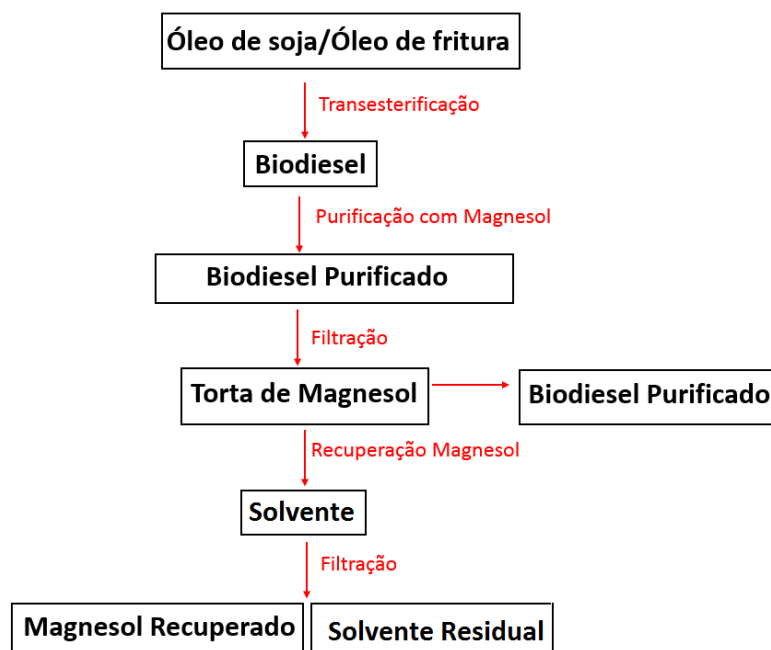 Óleo de soja/Óleo de fritura
Transesterificação
Biodiesel
Purificação com Magnesol
Biodiesel Purificado
Filtração
Torta de Magnesol
Biodiesel Purificado
Recuperação Magnesol
Solvente
Filtração
Magnesol Recuperado
Solvente Residual